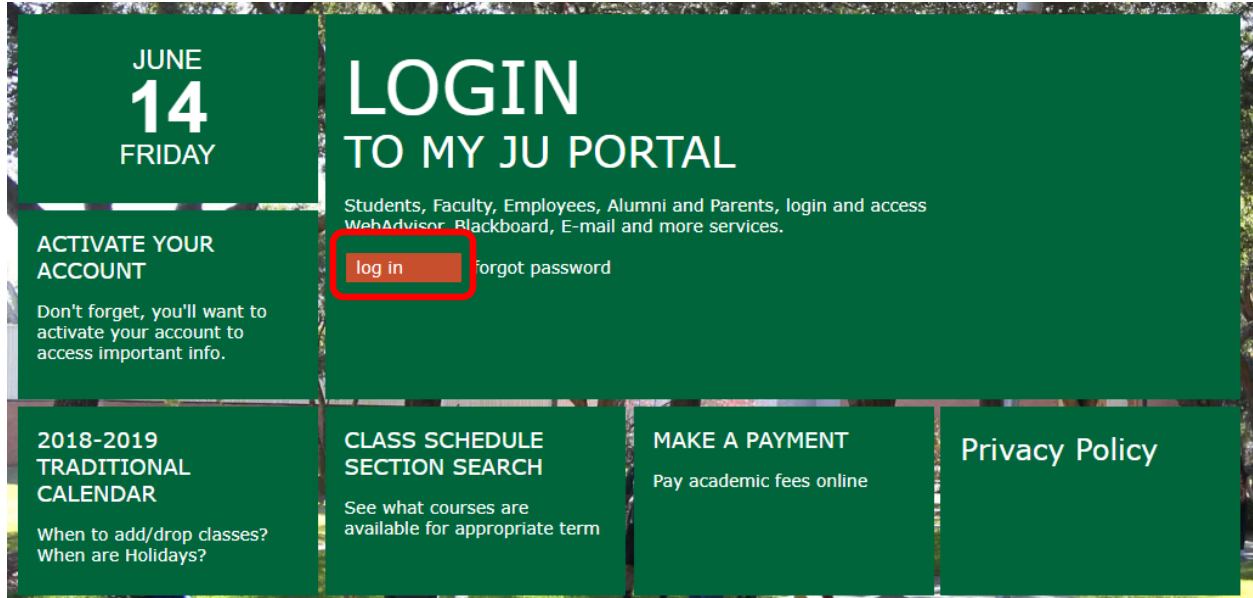 JUNE
14
FRIDAY
LOGIN
TO MY JU PORTAL
Students, Faculty, Employees, Alumni and Parents, login and access
WebAdvisor, Blackboard, E-mail and more services.
log in
forgot password
ACTIVATE YOUR
ACCOUNT
Don't forget, you'll want to
activate your account to
access important info.
2018-2019
TRADITIONAL
CALENDAR
When to add/drop classes?
When are Holidays?
CLASS SCHEDULE
SECTION SEARCH
See what courses are
available for appropriate term
MAKE A PAYMENT
Pay academic fees online
Privacy Policy